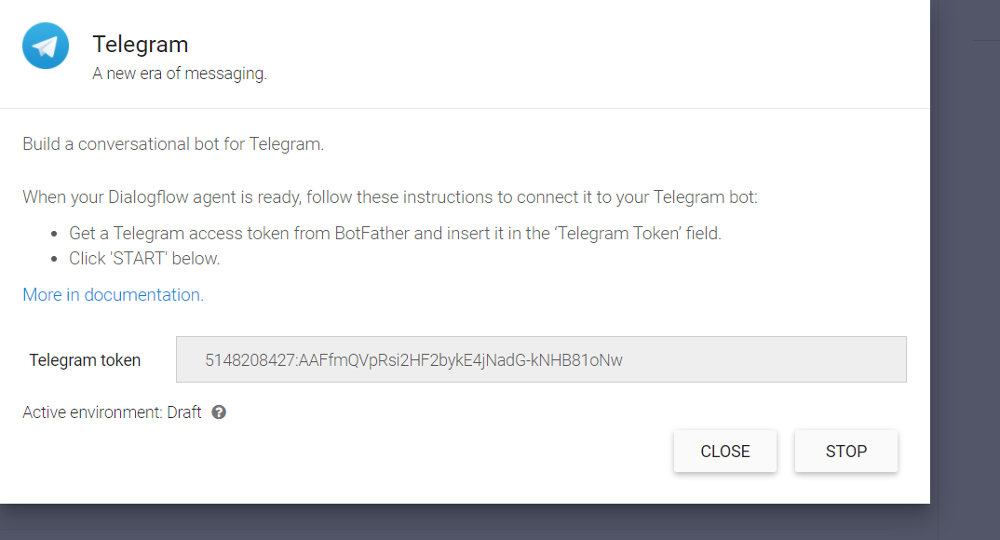 Telegram
A new era of messaging.
Build a conversational bot for Telegram.
When your Dialogflow agent is ready, follow these instructions to connect it to your Telegram bot:
• Get a Telegram access token from BotFather and insert it in the ‘Telegram Token’ field.
• Click 'START' below.
More in documentation.
Telegram token 5148208427:AAFfmQVpRsi2HF2bykE4jNadG-kNHB81oNw
Active environment: Draft ?
CLOSE STOP